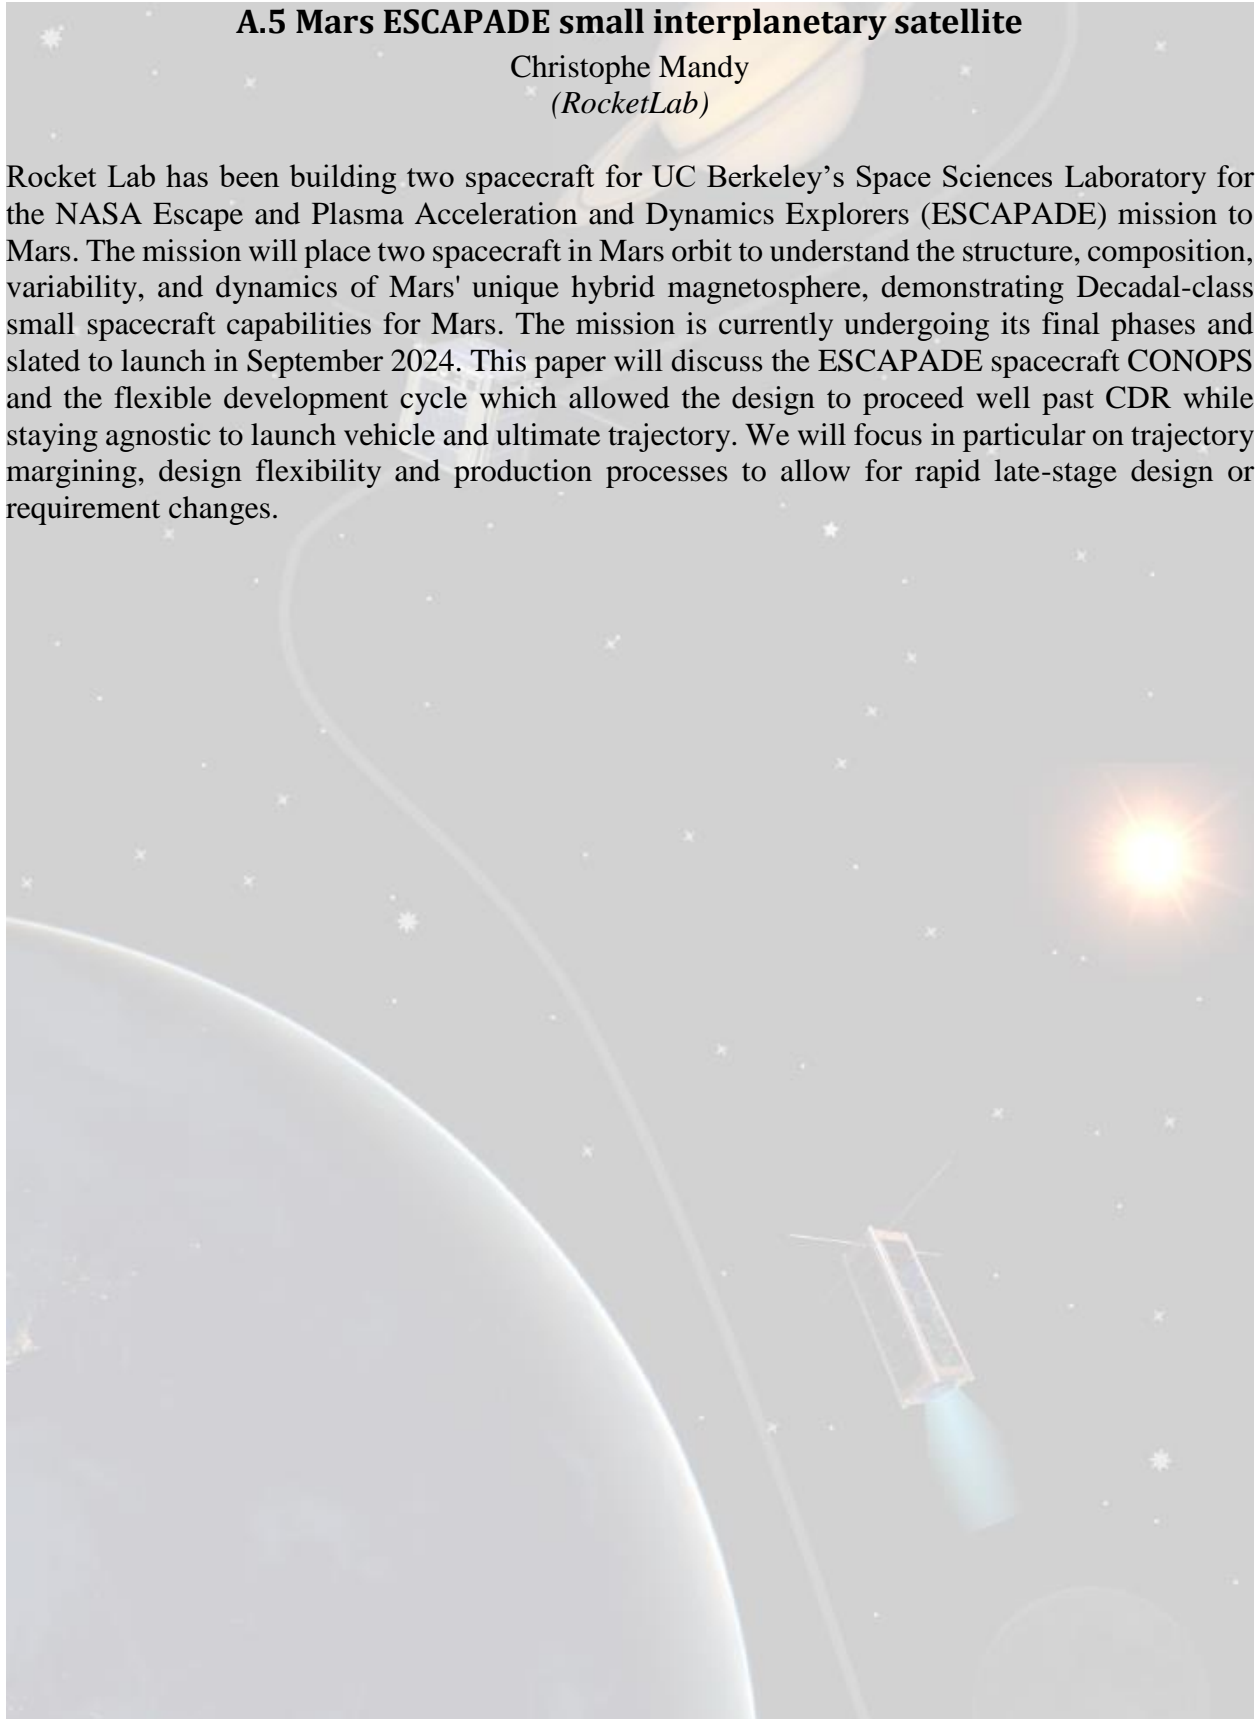 A.5 Mars ESCAPADE small interplanetary satellite
Christophe Mandy
(RocketLab)
Rocket Lab has been building two spacecraft for UC Berkeley’s Space Sciences Laboratory for
the NASA Escape and Plasma Acceleration and Dynamics Explorers (ESCAPADE) mission to
Mars. The mission will place two spacecraft in Mars orbit to understand the structure, composition,
variability, and dynamics of Mars' unique hybrid magnetosphere, demonstrating Decadal-class
small spacecraft capabilities for Mars. The mission is currently undergoing its final phases and
slated to launch in September 2024. This paper will discuss the ESCAPADE spacecraft CONOPS
and the flexible development cycle which allowed the design to proceed well past CDR while
staying agnostic to launch vehicle and ultimate trajectory. We will focus in particular on trajectory
margining, design flexibility and production processes to allow for rapid late-stage design or
requirement changes.